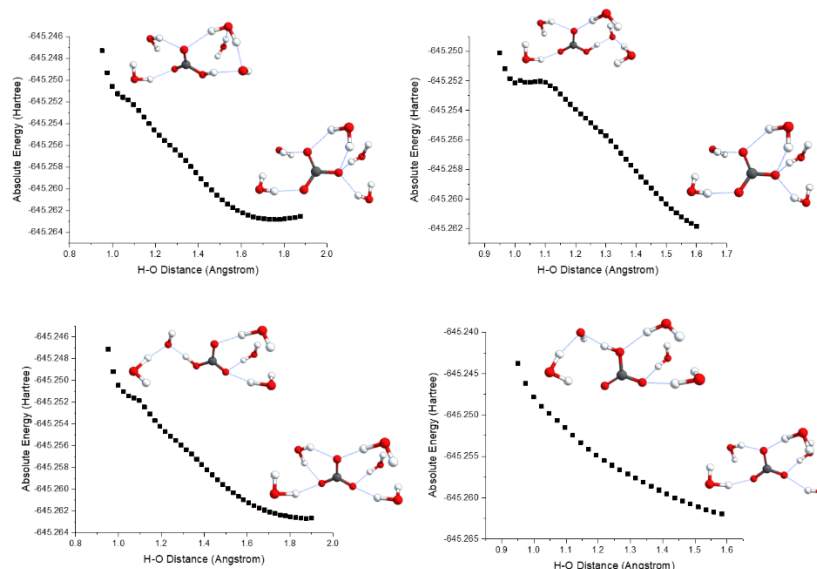 -645.246
-645.248
-645.250
-645.252
-645.254
-645.256
-645.258
-645.260
-645.262
-645.264
Absolute Energy (Hartree)
0.8 1.0 1.2 1.4 1.6 1.8 2.0
H-O Distance (Angstrom)
-645.250
-645.252
-645.254
-645.256
-645.258
-645.260
-645.262
Absolute Energy (Hartree)
0.8 0.9 1.0 1.1 1.2 1.3 1.4 1.5 1.6 1.7
H-O Distance (Angstrom)
-645.246
-645.248
-645.250
-645.252
-645.254
-645.256
-645.258
-645.260
-645.262
-645.264
Absolute Energy (Hartree)
0.8 1.0 1.2 1.4 1.6 1.8 2.0
H-O Distance (Angstrom)
-645.240
-645.245
-645.250
-645.255
-645.260
-645.265
Absolute Energy (Hartree)
0.9 1.0 1.1 1.2 1.3 1.4 1.5 1.6
H-O Distance (Angstrom)